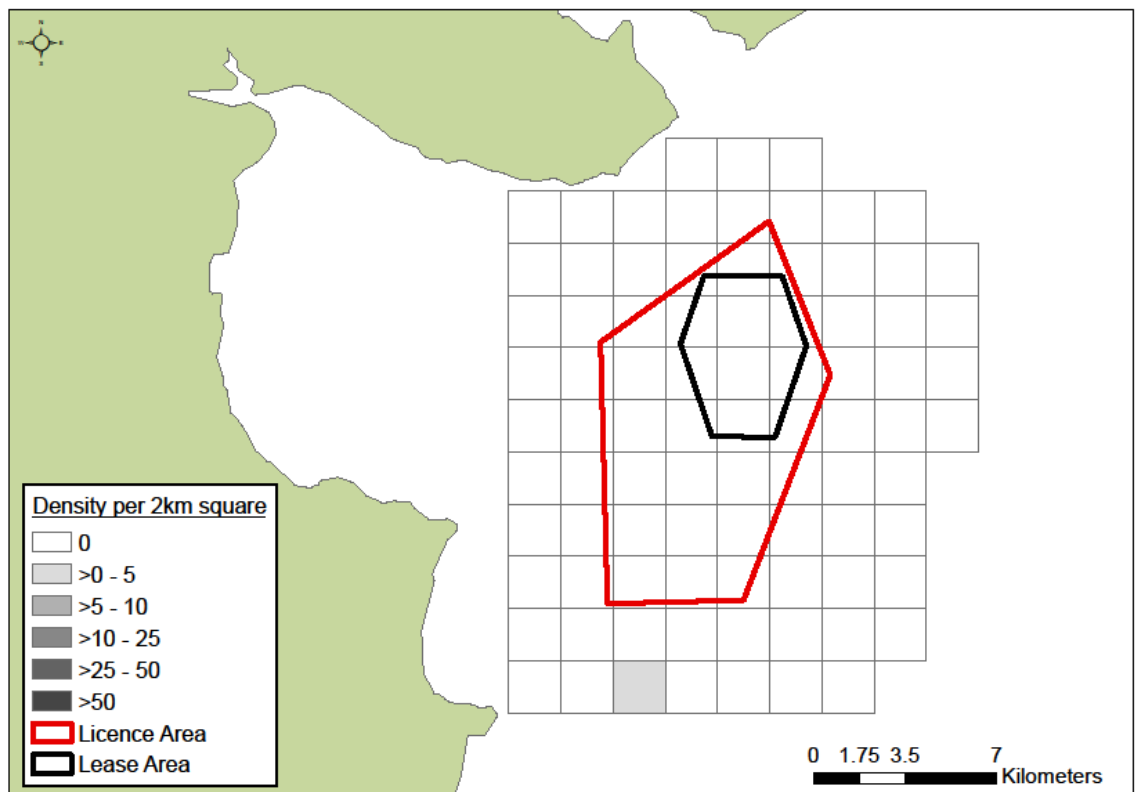 N
W E
S
Density per 2km square
0
>0 - 5
>5 - 10
>10 - 25
>25 - 50
>50
Licence Area
Lease Area
0 1.75 3.5 7
Kilometers